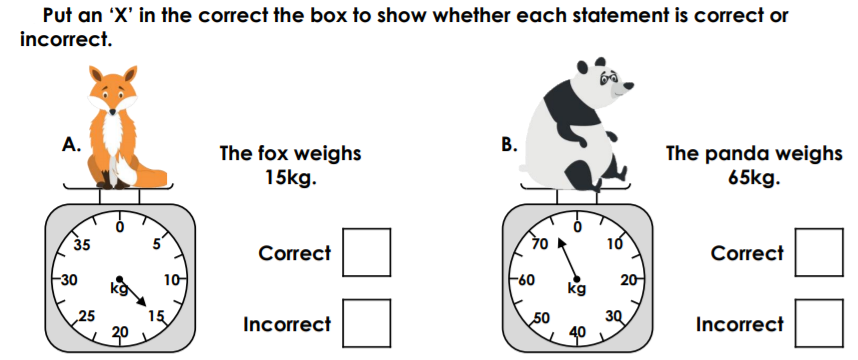 Put an ‘X’ in the correct the box to show whether each statement is correct or
incorrect.
A.
The fox weighs
15kg.
0
35
5
30
kg
10
25
15
20
Correct
Incorrect
B.
The panda weighs
65kg.
0
70
10
60
kg
20
50
30
40
Correct
Incorrect